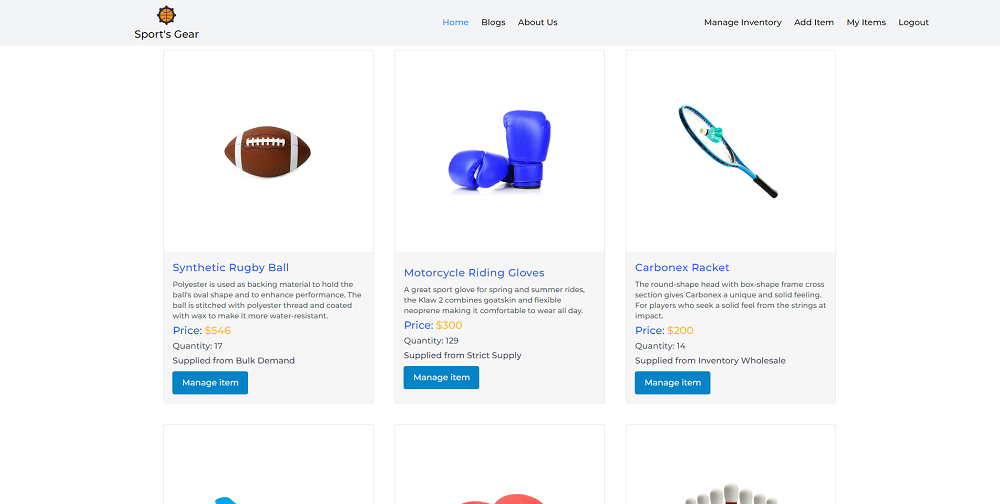 Sport's Gear
Home Blogs About Us
Manage Inventory Add Item My Items Logout
Synthetic Rugby Ball
Polyester is used as backing material to hold the
ball's oval shape and to enhance performance. The
ball is stitched with polyester thread and coated
with wax to make it more water-resistant.
Price: $546
Quantity: 17
Supplied from Bulk Demand
Manage item
Motorcycle Riding Gloves
A great sport glove for spring and summer rides,
the Klaw 2 combines goatskin and flexible
neoprene making it comfortable to wear all day.
Price: $300
Quantity: 129
Supplied from Strict Supply
Manage item
Carbonex Racket
The round-shape head with box-shape frame cross
section gives Carbonex a unique and solid feeling.
For players who seek a solid feel from the strings at
impact.
Price: $200
Quantity: 14
Supplied from Inventory Wholesale
Manage item